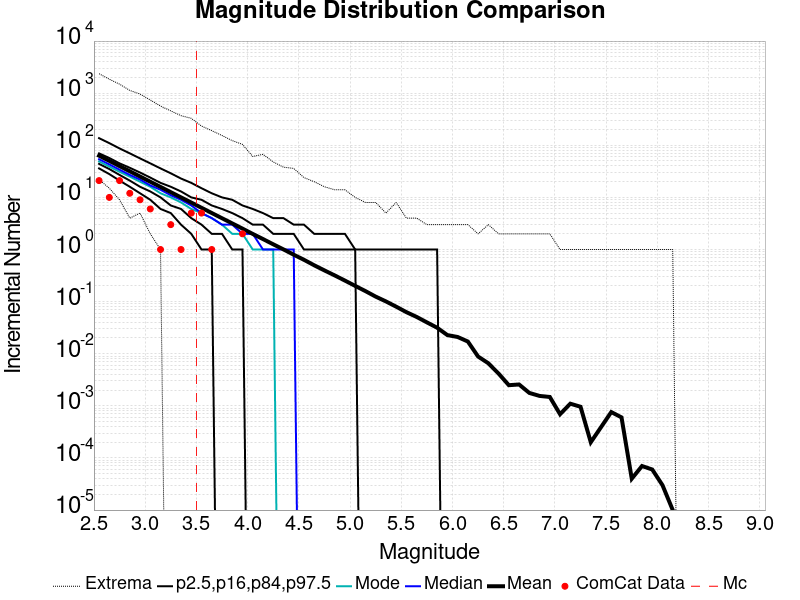 Magnitude Distribution Comparison
10^4
10^3
10^2
10^1
10^0
10^-1
10^-2
10^-3
10^-4
10^-5
Incremental Number
2.5 3.0 3.5 4.0 4.5 5.0 5.5 6.0 6.5 7.0 7.5 8.0 8.5 9.0
Magnitude
Extrema p2.5,p16,p84,p97.5 Mode Median Mean ComCat Data Mc